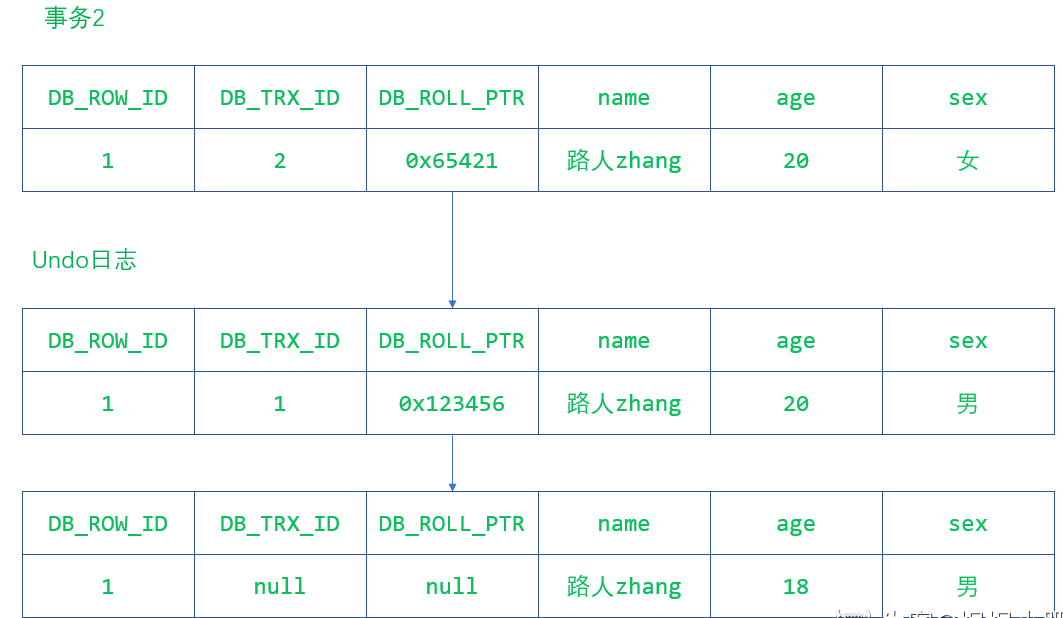 事务2
DB_ROW_ID DB_TRX_ID DB_ROLL_PTR name age sex
1 2 0x65421 路人zhang 20 女
Undo日志
DB_ROW_ID DB_TRX_ID DB_ROLL_PTR name age sex
1 1 0x123456 路人zhang 20 男
DB_ROW_ID DB_TRX_ID DB_ROLL_PTR name age sex
1 null null 路人zhang 18 男